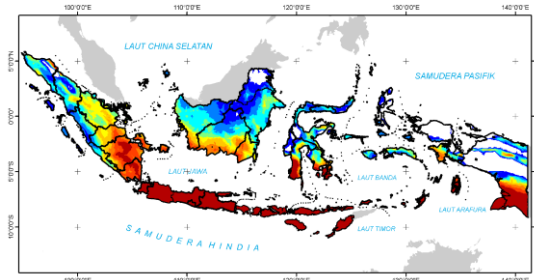 100°0'0"E 110°0'0"E 120°0'0"E 130°0'0"E 140°0'0"E
LAUT CHINA SELATAN
5°0'0"N
SAMUDERA PASIFIK
0°0'0"
LAUT JAWA
5°0'0"S
LAUT BANDA
LAUT ARAFURA
10°0'0"S
LAUT TIMOR
SAMUDERA HINDIA